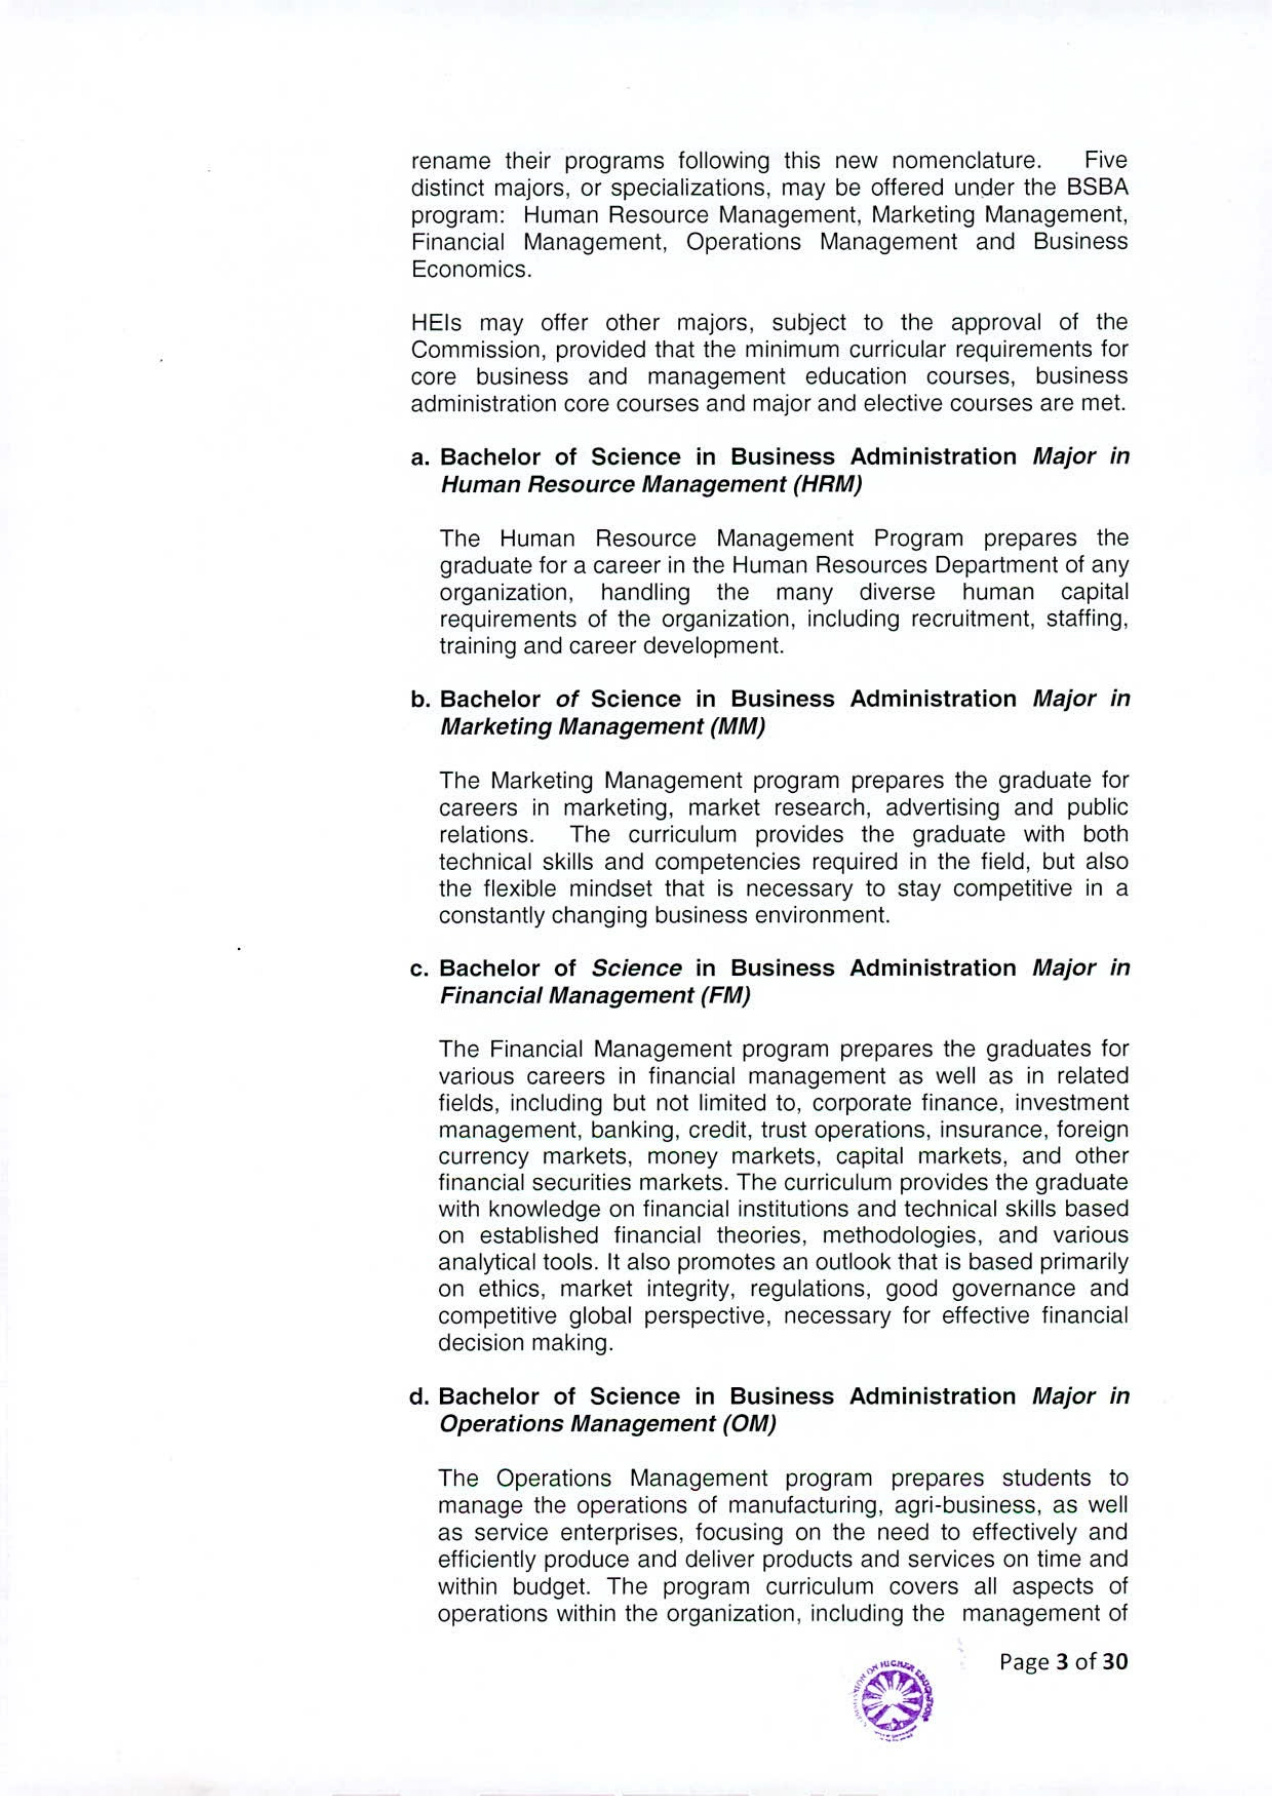 rename their programs following this new nomenclature. Five
distinct majors, or specializations, may be offered under the BSBA
program: Human Resource Management, Marketing Management,
Financial Management, Operations Management and Business
Economics.
HEIs may offer other majors, subject to the approval of the
Commission, provided that the minimum curricular requirements for
core business and management education courses, business
administration core courses and major and elective courses are met.
a. Bachelor of Science in Business Administration Major in
Human Resource Management (HRM)
The Human Resource Management Program prepares the
graduate for a career in the Human Resources Department of any
organization, handling the many diverse human capital
requirements of the organization, including recruitment, staffing,
training and career development.
b. Bachelor of Science in Business Administration Major in
Marketing Management (MM)
The Marketing Management program prepares the graduate for
careers in marketing, market research, advertising and public
relations. The curriculum provides the graduate with both
technical skills and competencies required in the field, but also
the flexible mindset that is necessary to stay competitive in a
constantly changing business environment.
c. Bachelor of Science in Business Administration Major in
Financial Management (FM)
The Financial Management program prepares the graduates for
various careers in financial management as well as in related
fields, including but not limited to, corporate finance, investment
management, banking, credit, trust operations, insurance, foreign
currency markets, money markets, capital markets, and other
financial securities markets. The curriculum provides the graduate
with knowledge on financial institutions and technical skills based
on established financial theories, methodologies, and various
analytical tools. It also promotes an outlook that is based primarily
on ethics, market integrity, regulations, good governance and
competitive global perspective, necessary for effective financial
decision making.
d. Bachelor of Science in Business Administration Major in
Operations Management (OM)
The Operations Management program prepares students to
manage the operations of manufacturing, agri-business, as well
as service enterprises, focusing on the need to effectively and
efficiently produce and deliver products and services on time and
within budget. The program curriculum covers all aspects of
operations within the organization, including the management of
Page 3 of 30
ON HIGHER EDUCATION